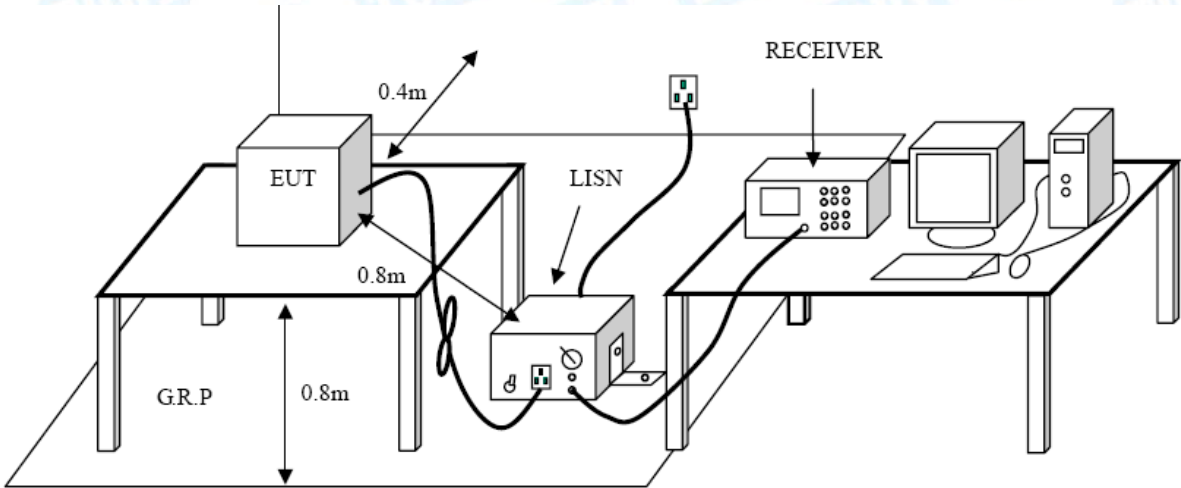 RECEIVER
0.4m
EUT
LISN
0.8m
G.R.P
0.8m